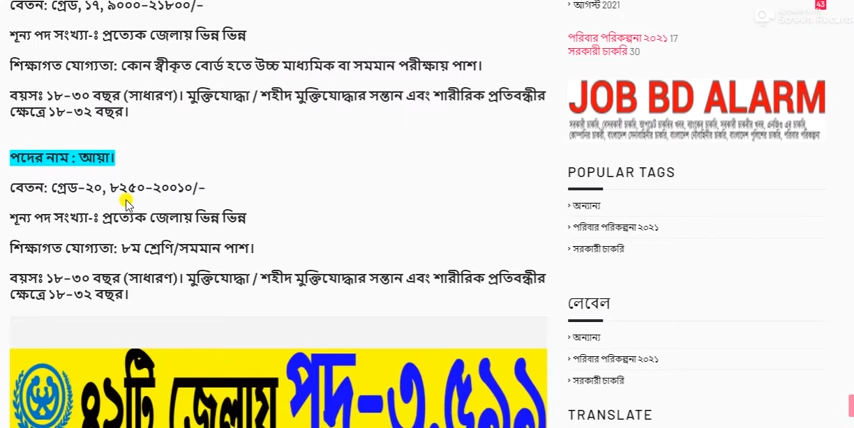 বেতন: গ্রেড, ১৭, ৯০০০-২১৮০০/-
শূন্য পদ সংখ্যা-ঃ প্রত্যেক জেলায় ভিন্ন ভিন্ন
শিক্ষাগত যোগ্যতা: কোন স্বীকৃত বোর্ড হতে উচ্চ মাধ্যমিক বা সমমান পরীক্ষায় পাশ।
বয়সঃ ১৮-৩০ বছর (সাধারণ)। মুক্তিযোদ্ধা / শহীদ মুক্তিযোদ্ধার সন্তান এবং শারীরিক প্রতিবন্ধীর
ক্ষেত্রে ১৮-৩২ বছর।
পদের নাম : আয়া।
বেতন: গ্রেড-২০, ৮২৫০-২০০১০/-
শূন্য পদ সংখ্যা-ঃ প্রত্যেক জেলায় ভিন্ন ভিন্ন
শিক্ষাগত যোগ্যতা: ৮ম শ্রেণি/সমমান পাশ।
বয়সঃ ১৮-৩০ বছর (সাধারণ)। মুক্তিযোদ্ধা / শহীদ মুক্তিযোদ্ধার সন্তান এবং শারীরিক প্রতিবন্ধীর
ক্ষেত্রে ১৮-৩২ বছর।
৪২টি জেলায় পদ-৩,৫১১
আগস্ট 2021
43
পরিবার পরিকল্পনা ২০২১ 17
সরকারী চাকরি 30
JOB BD ALARM
POPULAR TAGS
অন্যান্য
পরিবার পরিকল্পনা ২০২১
সরকারী চাকরি
লেবেল
অন্যান্য
পরিবার পরিকল্পনা ২০২১
সরকারী চাকরি
TRANSLATE